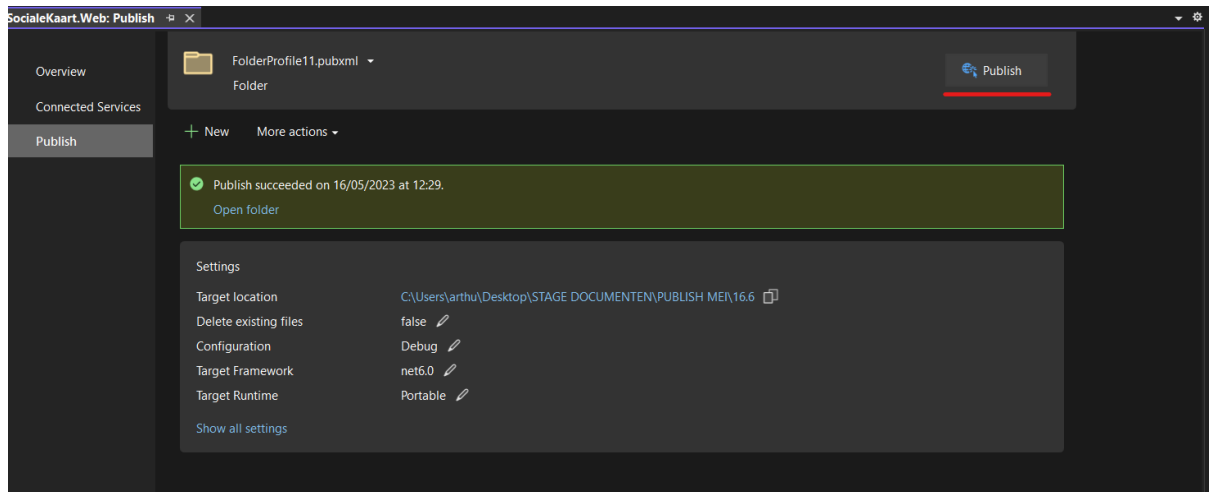 SocialeKaart.Web: Publish
Overview
Connected Services
Publish
FolderProfile11.pubxml
Folder
Publish
New
More actions
Publish succeeded on 16/05/2023 at 12:29.
Open folder
Settings
Target location C:\Users\arthu\Desktop\STAGE DOCUMENTEN\PUBLISH MEI\16.6
Delete existing files false
Configuration Debug
Target Framework net6.0
Target Runtime Portable
Show all settings